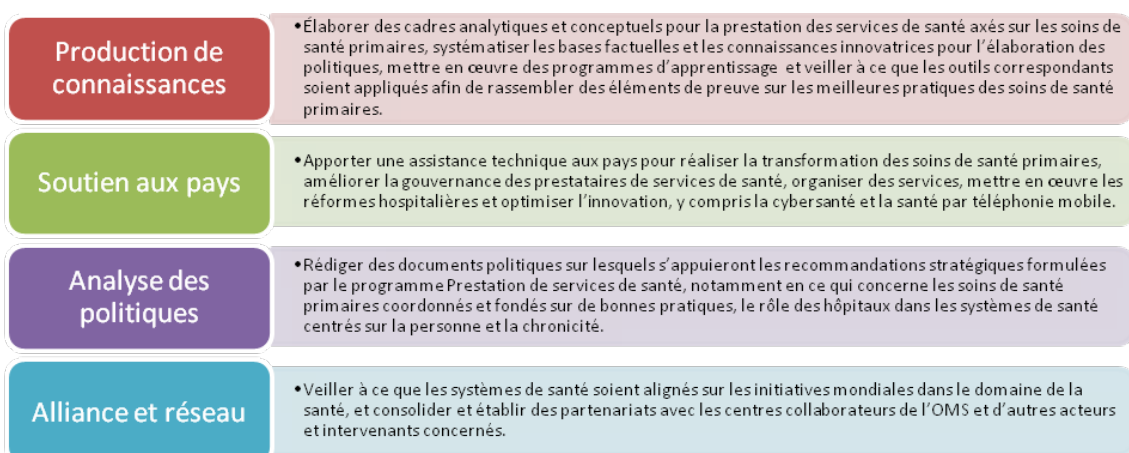 Production de
connaissances
•Élaborer des cadres analytiques et conceptuels pour la prestation des services de santé axés sur les soins de
santé primaires, systématiser les bases factuelles et les connaissances innovatrices pour l'élaboration des
politiques, mettre en œuvre des programmes d'apprentissage et veiller à ce que les outils correspondants
soient appliqués afin de rassembler des éléments de preuve sur les meilleures pratiques des soins de santé
primaires.
Soutien aux pays
•Apporter une assistance technique aux pays pour réaliser la transformation des soins de santé primaires,
améliorer la gouvernance des prestataires de services de santé, organiser des services, mettre en œuvre les
réformes hospitalières et optimiser l'innovation, y compris la cybersanté et la santé par téléphonie mobile.
Analyse des
politiques
•Rédiger des documents politiques sur lesquels s'appuieront les recommandations stratégiques formulées
par le programme Prestation de services de santé, notamment en ce qui concerne les soins de santé
primaires coordonnés et fondés sur de bonnes pratiques, le rôle des hôpitaux dans les systèmes de santé
centrés sur la personne et la chronicité.
Alliance et réseau
•Veiller à ce que les systèmes de santé soient alignés sur les initiatives mondiales dans le domaine de la
santé, et consolider et établir des partenariats avec les centres collaborateurs de l'OMS et d'autres acteurs
et intervenants concernés.